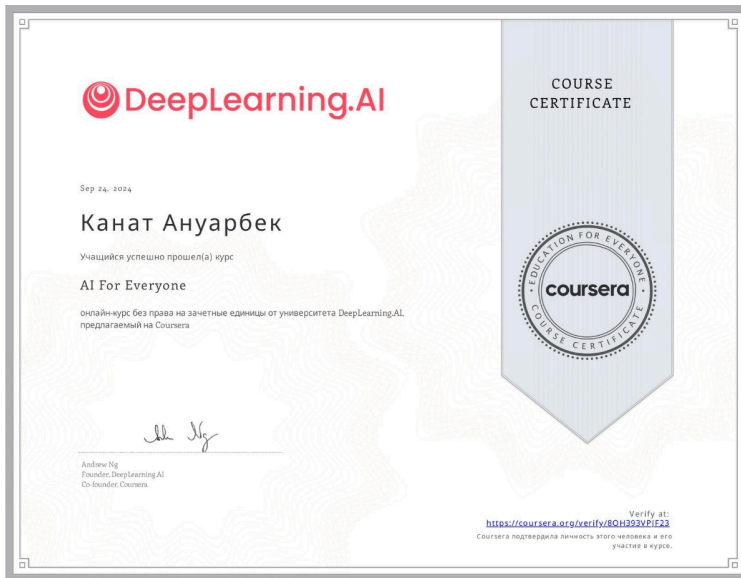 DeepLearning.AI
COURSE
CERTIFICATE
Sep 24, 2024
Канат Ануарбек
Учащийся успешно прошел(а) курс
AI For Everyone
онлайн-курс без права на зачетные единицы от университета DeepLearning.AI,
предлагаемый на Coursera
EDUCATION FOR EVERYONE
coursera
COURSE CERTIFICATE
Andrew Ng
Founder, DeepLearning.AI
Co-founder, Coursera
Verify at:
https://coursera.org/verify/8OH393VPIF23
Coursera подтвердила личность этого человека и его
участие в курсе.